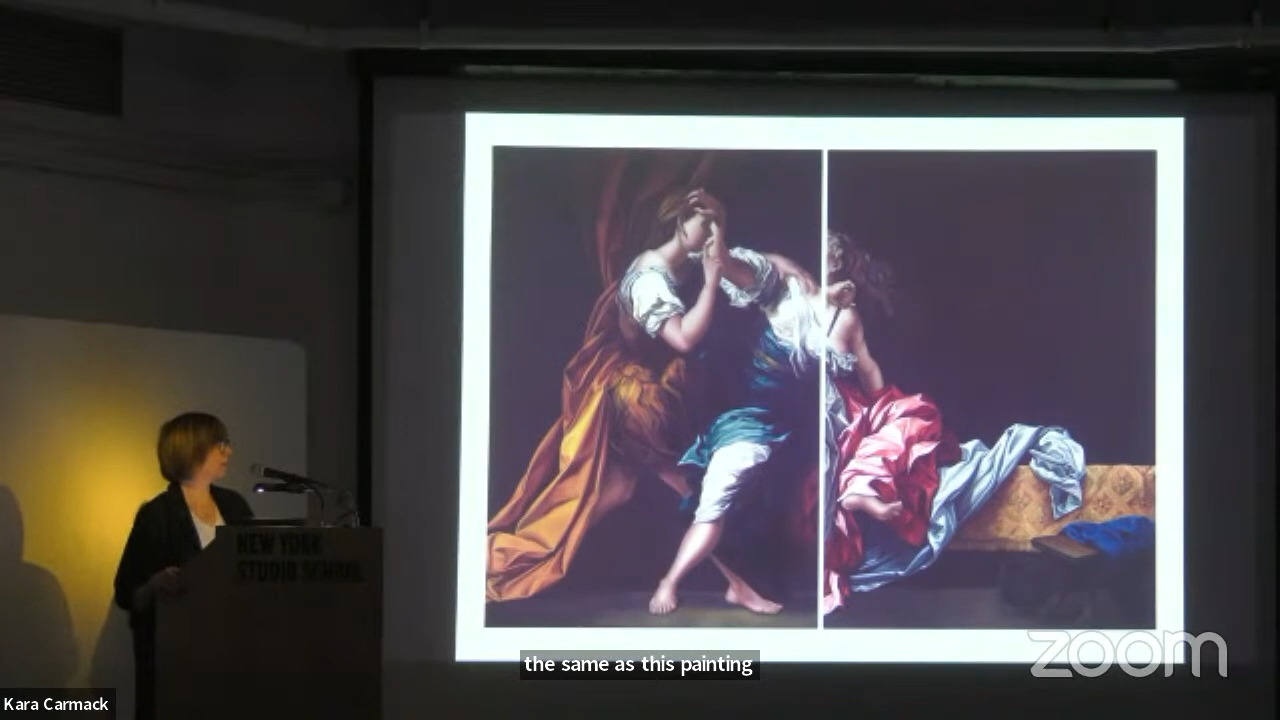 NEW YORK
STUDIO SCHOOL
the same as this painting
zoom
Kara Carmack